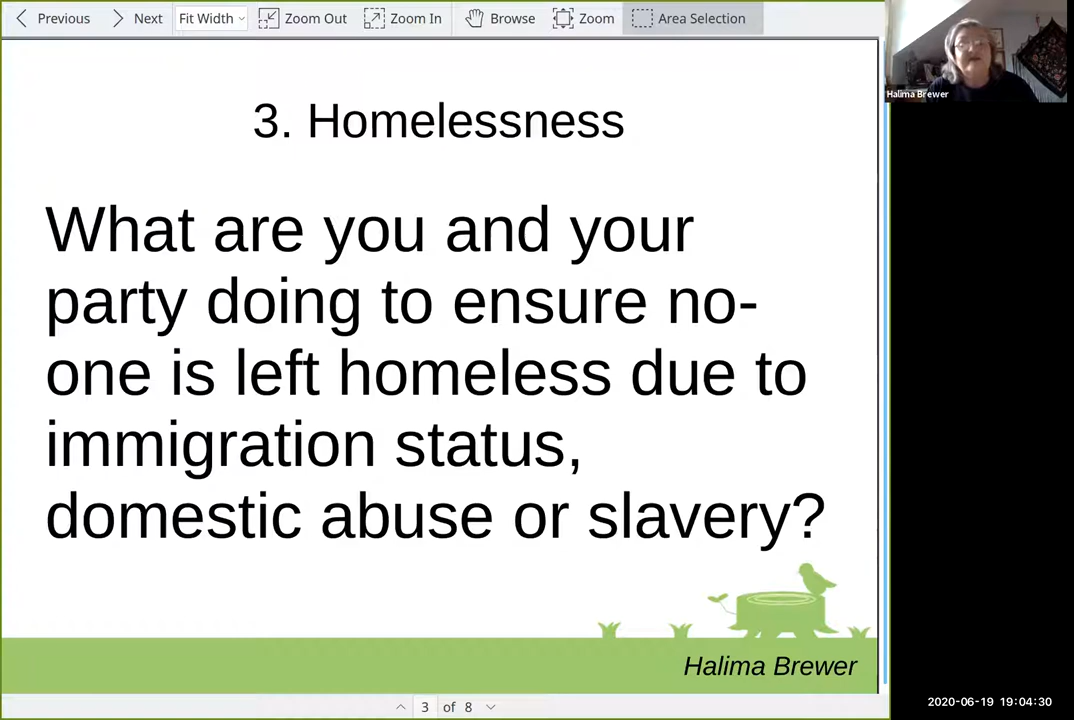 Previous Next Fit Width Zoom Out Zoom In Browse Zoom Area Selection
Halima Brewer
3. Homelessness
What are you and your
party doing to ensure no-
one is left homeless due to
immigration status,
domestic abuse or slavery?
Halima Brewer
3 of 8
2020-06-19 19:04:30